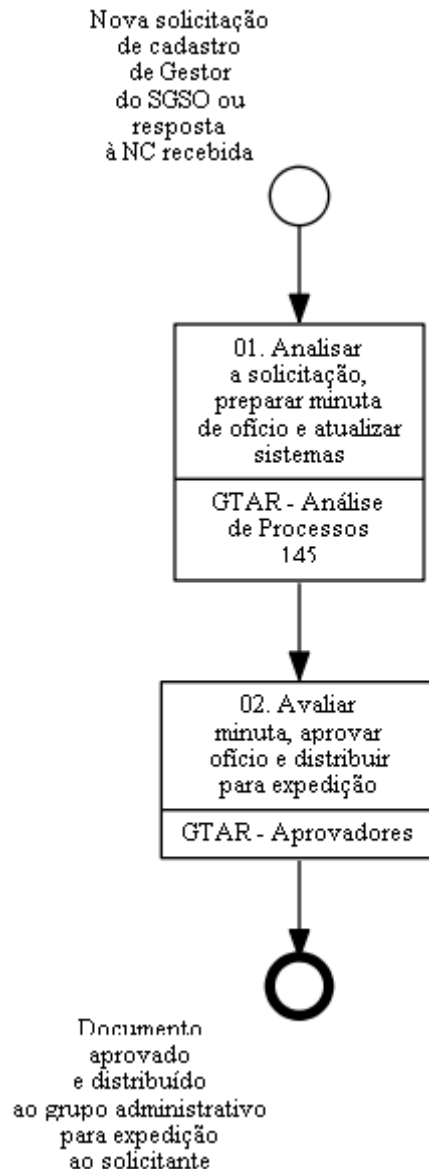 Nova solicitação
de cadastro
de Gestor
do SGSO ou
resposta
à NC recebida
01. Analisar
a solicitação,
preparar minuta
de ofício e atualizar
sistemas
GTAR - Análise
de Processos
145
02. Avaliar
minuta, aprovar
ofício e distribuir
para expedição
GTAR - Aprovadores
Documento
aprovado
e distribuído
ao grupo administrativo
para expedição
ao solicitante